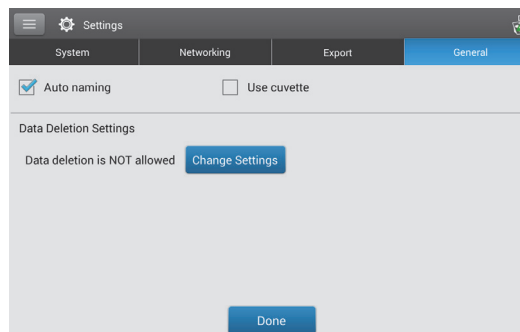 Settings
System Networking Export General
Auto naming Use cuvette
Data Deletion Settings
Data deletion is NOT allowed Change Settings
Done